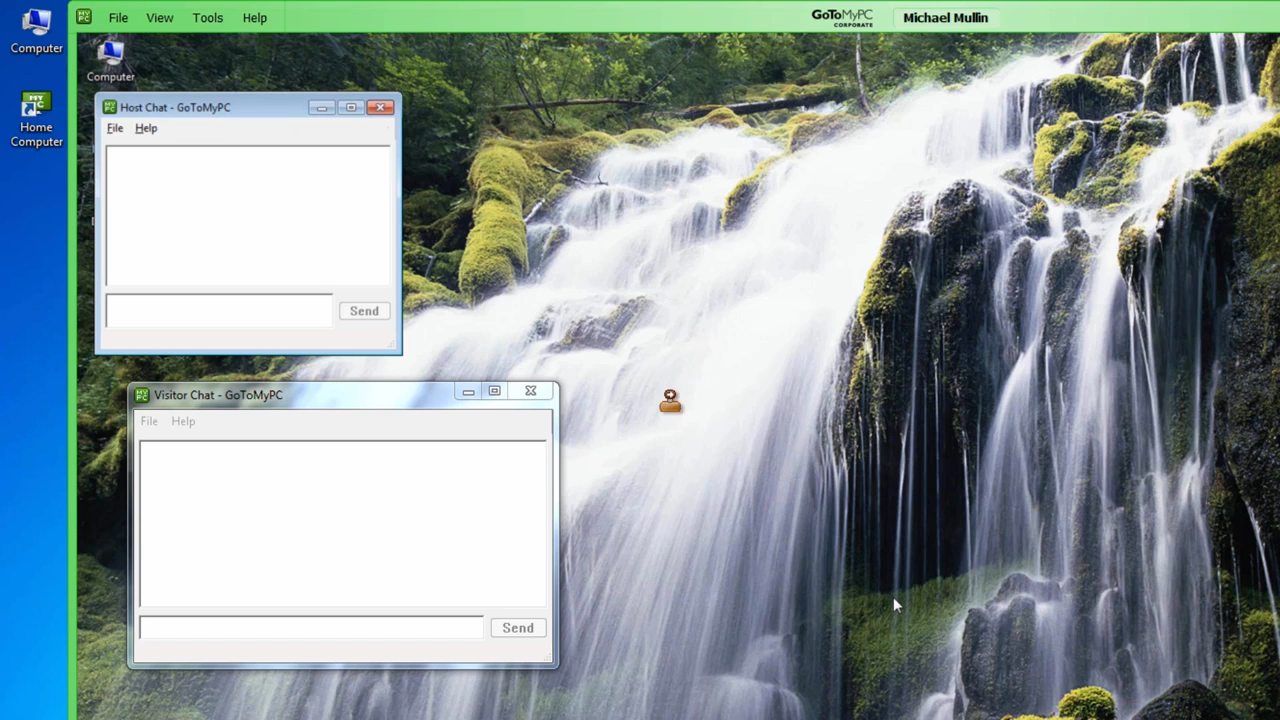 File View Tools Help
GoToMyPC
CORPORATE
Michael Mullin
Computer
Home
Computer
Computer
Host Chat - GoToMyPC
File Help
Send
Visitor Chat - GoToMyPC
File Help
Send